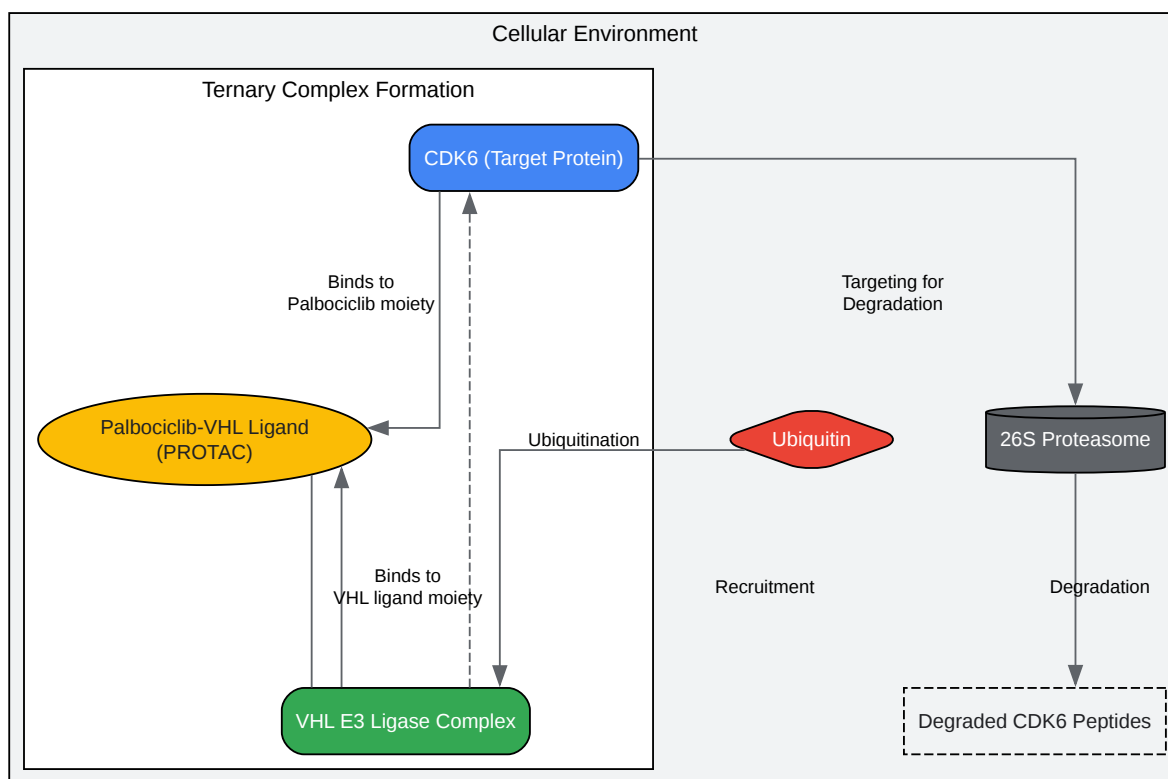 Cellular Environment
Ternary Complex Formation
CDK6 (Target Protein)
Binds to
Palbociclib moiety
Targeting for
Degradation
Palbociclib-VHL Ligand
(PROTAC)
Ubiquitination
Ubiquitin
26S Proteasome
Binds to
VHL ligand moiety
Recruitment
Degradation
VHL E3 Ligase Complex
Degraded CDK6 Peptides